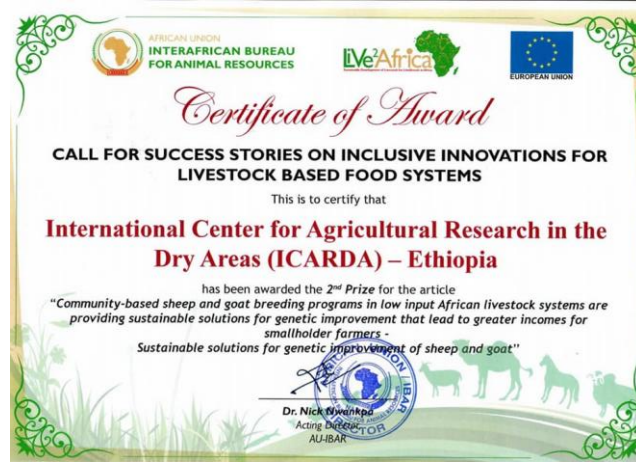 AFRICAN UNION
INTERAFRICAN BUREAU
FOR ANIMAL RESOURCES
LiVe2Africa
EUROPEAN UNION
Certificate of Award
CALL FOR SUCCESS STORIES ON INCLUSIVE INNOVATIONS FOR
LIVESTOCK BASED FOOD SYSTEMS
This is to certify that
International Center for Agricultural Research in the
Dry Areas (ICARDA) – Ethiopia
has been awarded the 2nd Prize for the article
“Community-based sheep and goat breeding programs in low input African livestock systems are
providing sustainable solutions for genetic improvement that lead to greater incomes for
smallholder farmers -
Sustainable solutions for genetic improvement of sheep and goat”
Dr. Nick Nwankpa
Acting Director
AU-IBAR